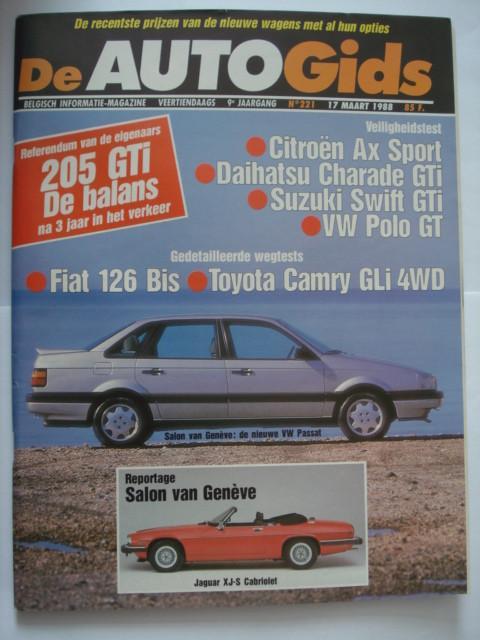 De recentste prijzen van de nieuwe wagens met al hun opties
De AUTOGids
BELGISCH INFORMATIE-MAGAZINE VEERTIENDAAGS 9e JAARGANG N°221 17 MAART 1988 85 F.
Referendum van de eigenaars
205 GTi
De balans
na 3 jaar in het verkeer
Veiligheidstest
Citroën Ax Sport
Daihatsu Charade GTi
Suzuki Swift GTi
VW Polo GT
Gedetailleerde wegtests
Fiat 126 Bis Toyota Camry GLi 4WD
Salon van Genève: de nieuwe VW Passat
Reportage
Salon van Genève
Jaguar XJ-S Cabriolet